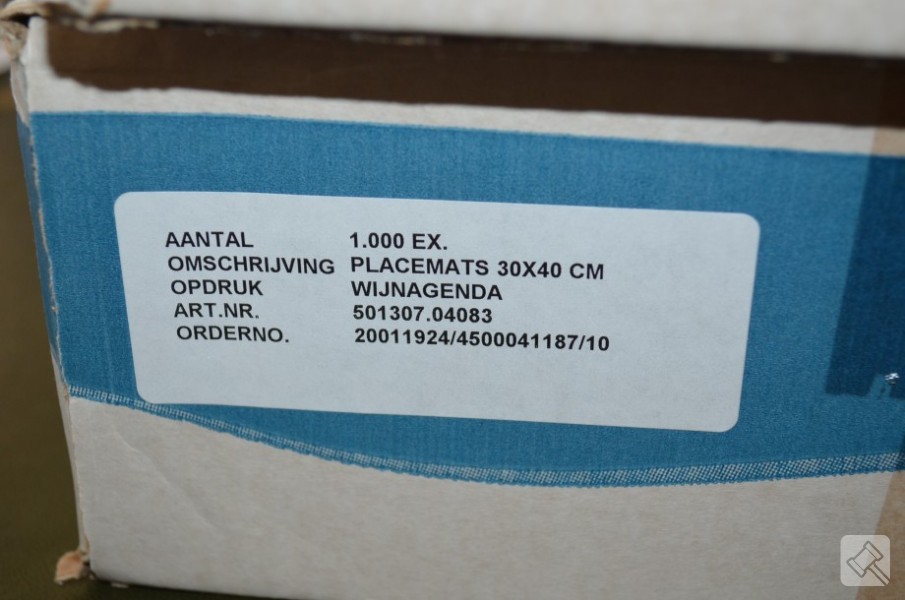 AANTAL 1.000 EX.
OMSCHRIJVING PLACEMATS 30X40 CM
OPDRUK WIJNAGENDA
ART.NR. 501307.04083
ORDERNO. 20011924/4500041187/10